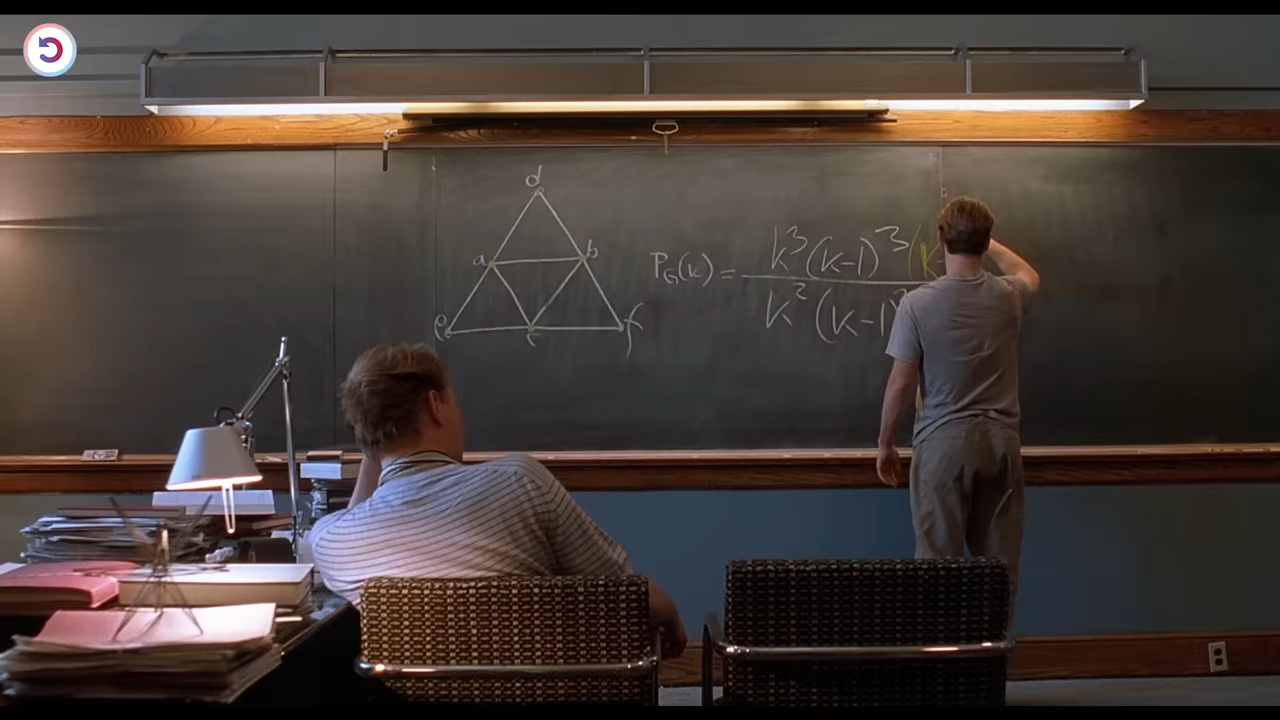 d
a b
e c f
P_G(k) = k³(k-1)³(k- / k²(k-1)